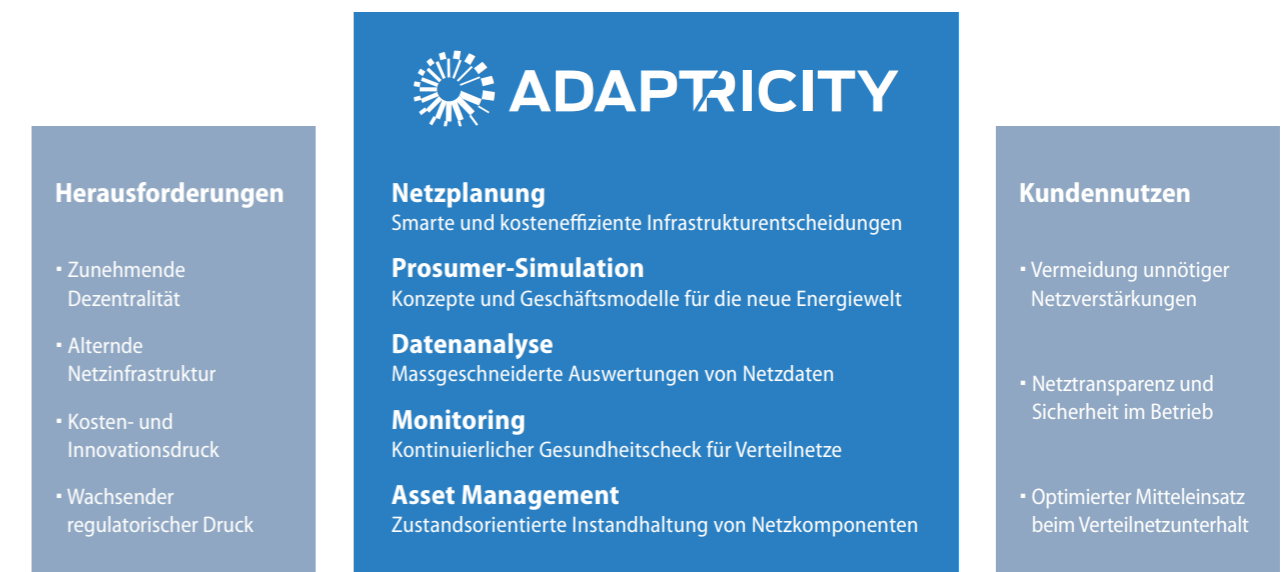 ADAPTRICITY
Herausforderungen
▪ Zunehmende
Dezentralität
▪ Alternde
Netzinfrastruktur
▪ Kosten- und
Innovationsdruck
▪ Wachsender
regulatorischer Druck
Netzplanung
Smarte und kosteneffiziente Infrastrukturentscheidungen
Prosumer-Simulation
Konzepte und Geschäftsmodelle für die neue Energiewelt
Datenanalyse
Massgeschneiderte Auswertungen von Netzdaten
Monitoring
Kontinuierlicher Gesundheitscheck für Verteilnetze
Asset Management
Zustandsorientierte Instandhaltung von Netzkomponenten
Kundennutzen
▪ Vermeidung unnötiger
Netzverstärkungen
▪ Netztransparenz und
Sicherheit im Betrieb
▪ Optimierter Mitteleinsatz
beim Verteilnetzunterhalt